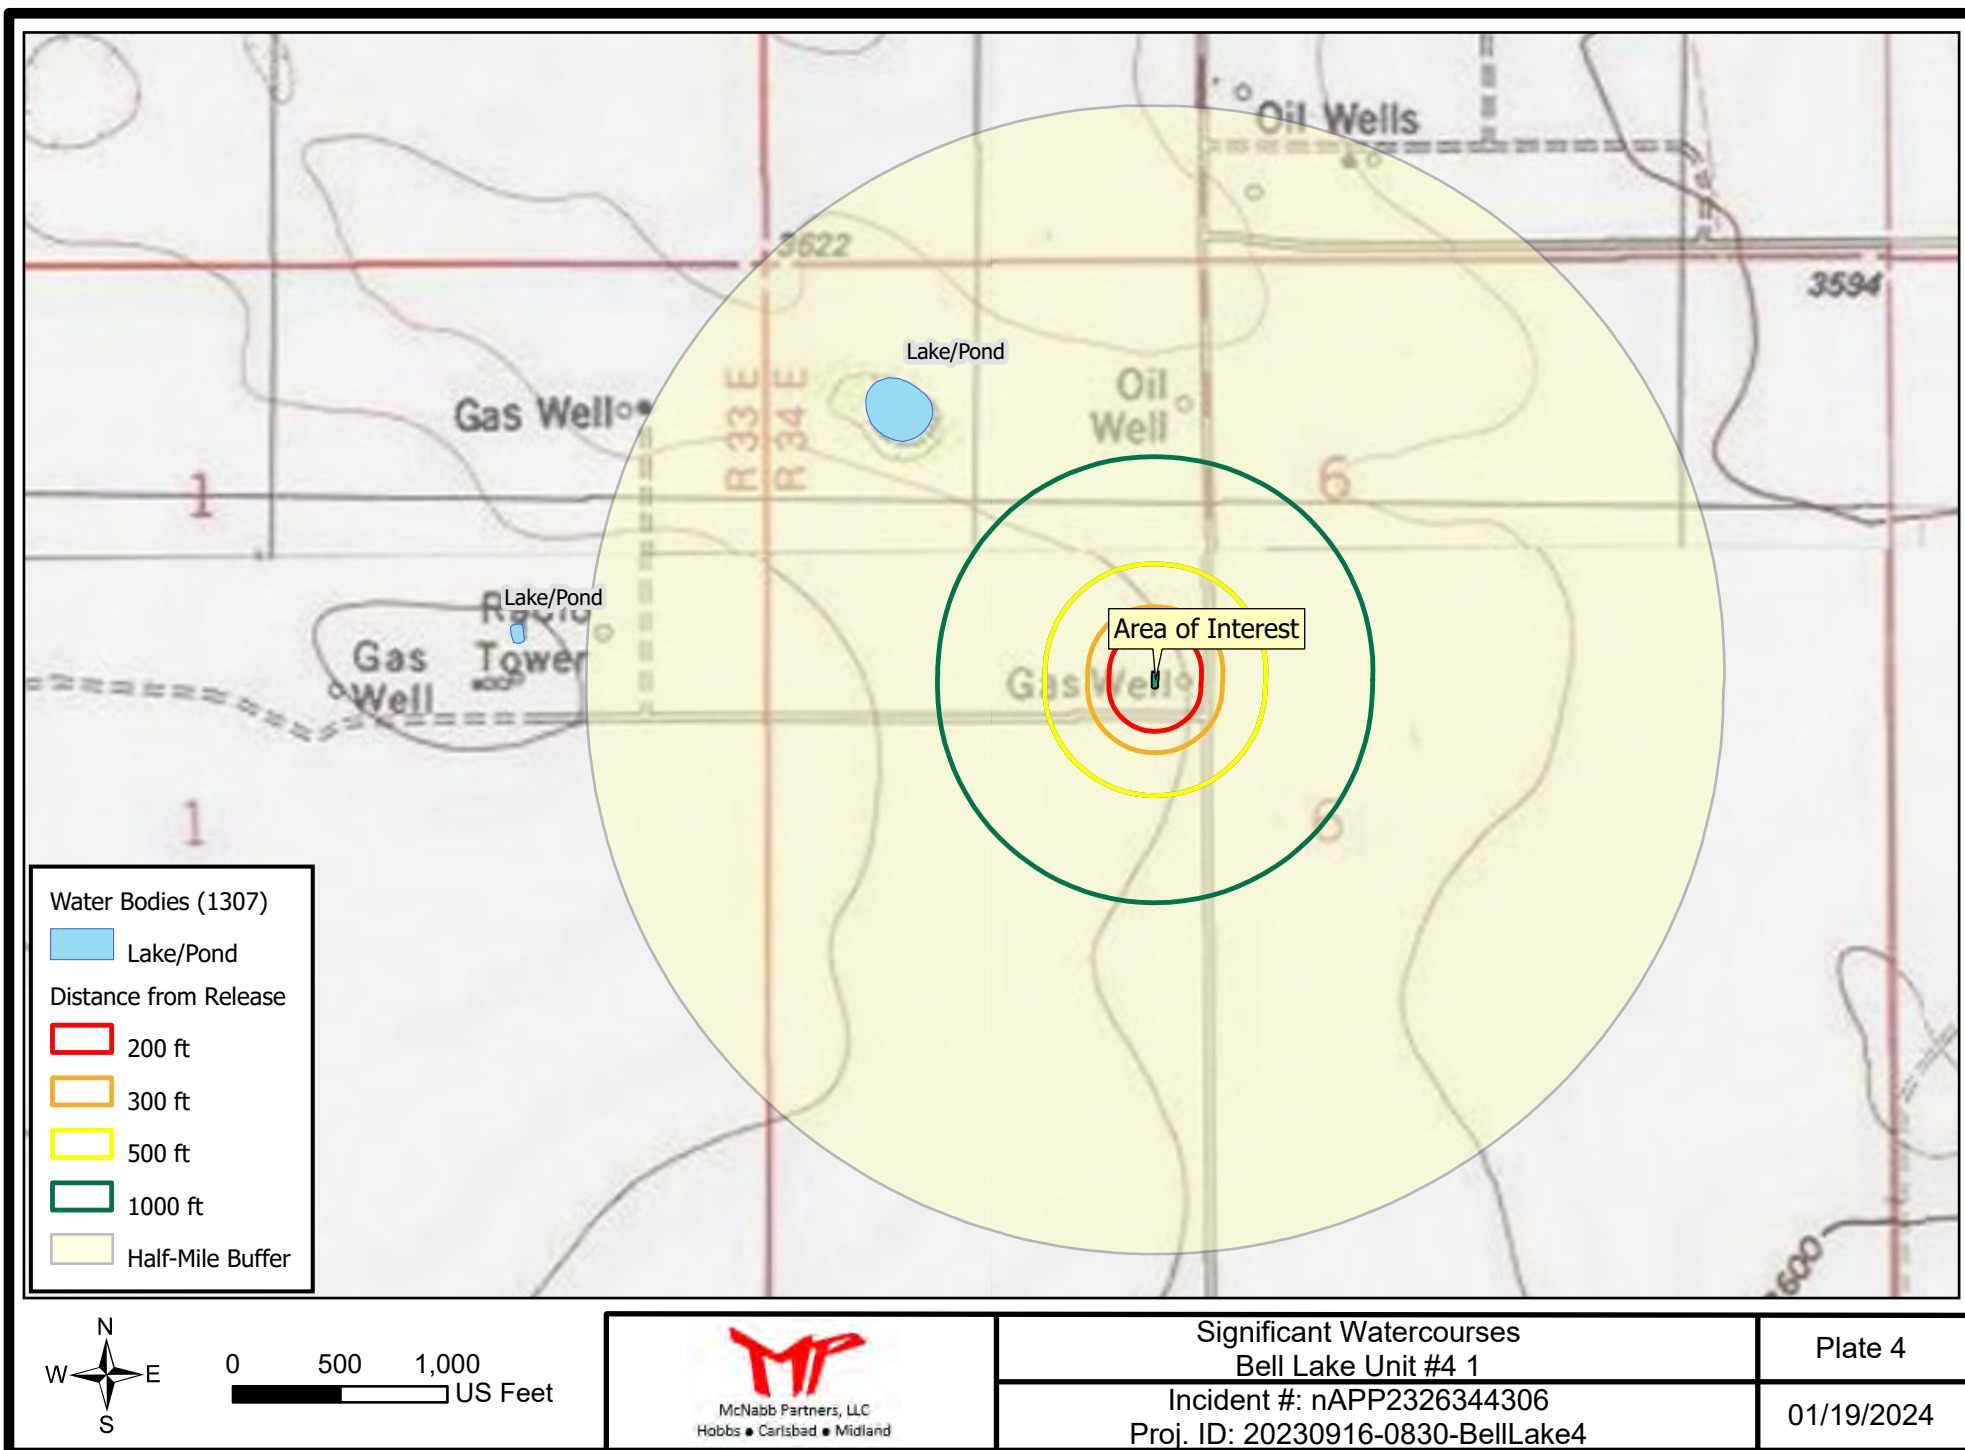 Oil Wells
3622
3594
Lake/Pond
R 33 E
R 34 E
Oil
Well
Gas Well
1
6
Lake/Pond
Radio
Tower
Gas
Well
Area of Interest
Gas Well
1
6
3600
Water Bodies (1307)
Lake/Pond
Distance from Release
200 ft
300 ft
500 ft
1000 ft
Half-Mile Buffer
N
W E
S
0 500 1,000
US Feet
McNabb Partners, LLC
Hobbs • Carlsbad • Midland
Significant Watercourses
Bell Lake Unit #4 1
Incident #: nAPP2326344306
Proj. ID: 20230916-0830-BellLake4
Plate 4
01/19/2024